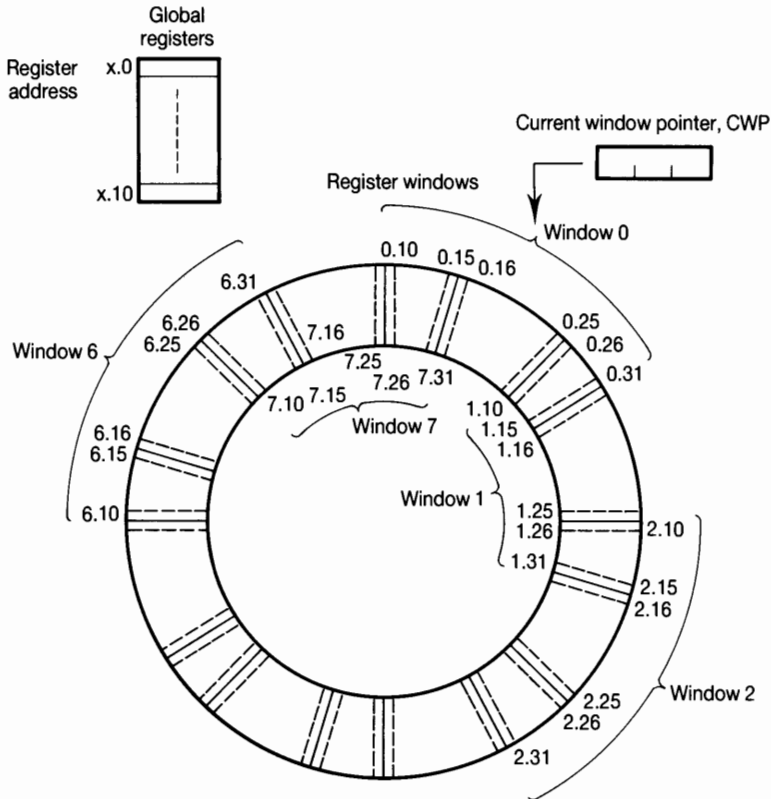 Global
registers
Register
address
x.0
x.10
Current window pointer, CWP
Register windows
Window 0
0.10
0.15
0.16
0.25
0.26
0.31
6.31
6.26
6.25
Window 6
6.16
6.15
6.10
7.16
7.25
7.26
7.31
7.10
7.15
Window 7
1.10
1.15
1.16
Window 1
1.25
1.26
1.31
2.10
2.15
2.16
Window 2
2.25
2.26
2.31